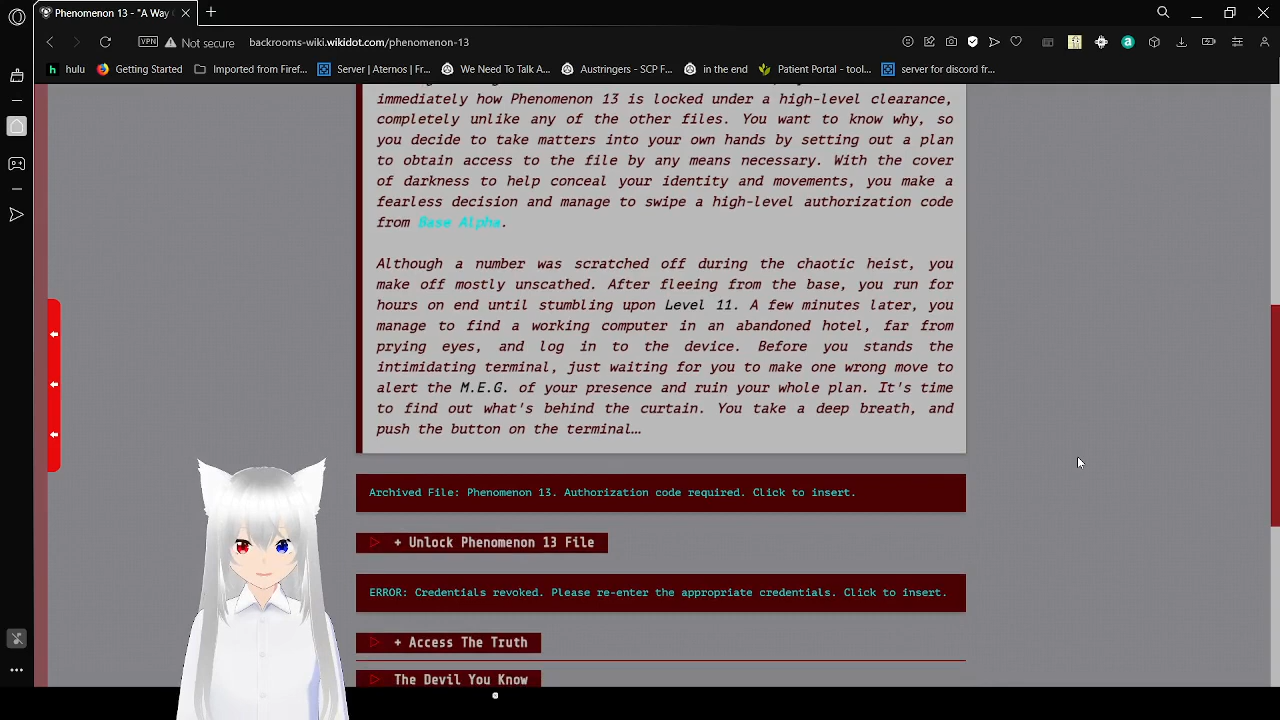 Phenomenon 13 - "A Way
VPN
Not secure
backrooms-wiki.wikidot.com/phenomenon-13
h hulu
Getting Started
Imported from Firef...
Server | Aternos | Fr...
We Need To Talk A...
Austringers - SCP F...
in the end
Patient Portal - tool...
server for discord fr...
immediately how Phenomenon 13 is locked under a high-level clearance,
completely unlike any of the other files. You want to know why, so
you decide to take matters into your own hands by setting out a plan
to obtain access to the file by any means necessary. With the cover
of darkness to help conceal your identity and movements, you make a
fearless decision and manage to swipe a high-level authorization code
from Base Alpha.
Although a number was scratched off during the chaotic heist, you
make off mostly unscathed. After fleeing from the base, you run for
hours on end until stumbling upon Level 11. A few minutes later, you
manage to find a working computer in an abandoned hotel, far from
prying eyes, and log in to the device. Before you stands the
intimidating terminal, just waiting for you to make one wrong move to
alert the M.E.G. of your presence and ruin your whole plan. It's time
to find out what's behind the curtain. You take a deep breath, and
push the button on the terminal…
Archived File: Phenomenon 13. Authorization code required. Click to insert.
+ Unlock Phenomenon 13 File
ERROR: Credentials revoked. Please re-enter the appropriate credentials. Click to insert.
+ Access The Truth
The Devil You Know